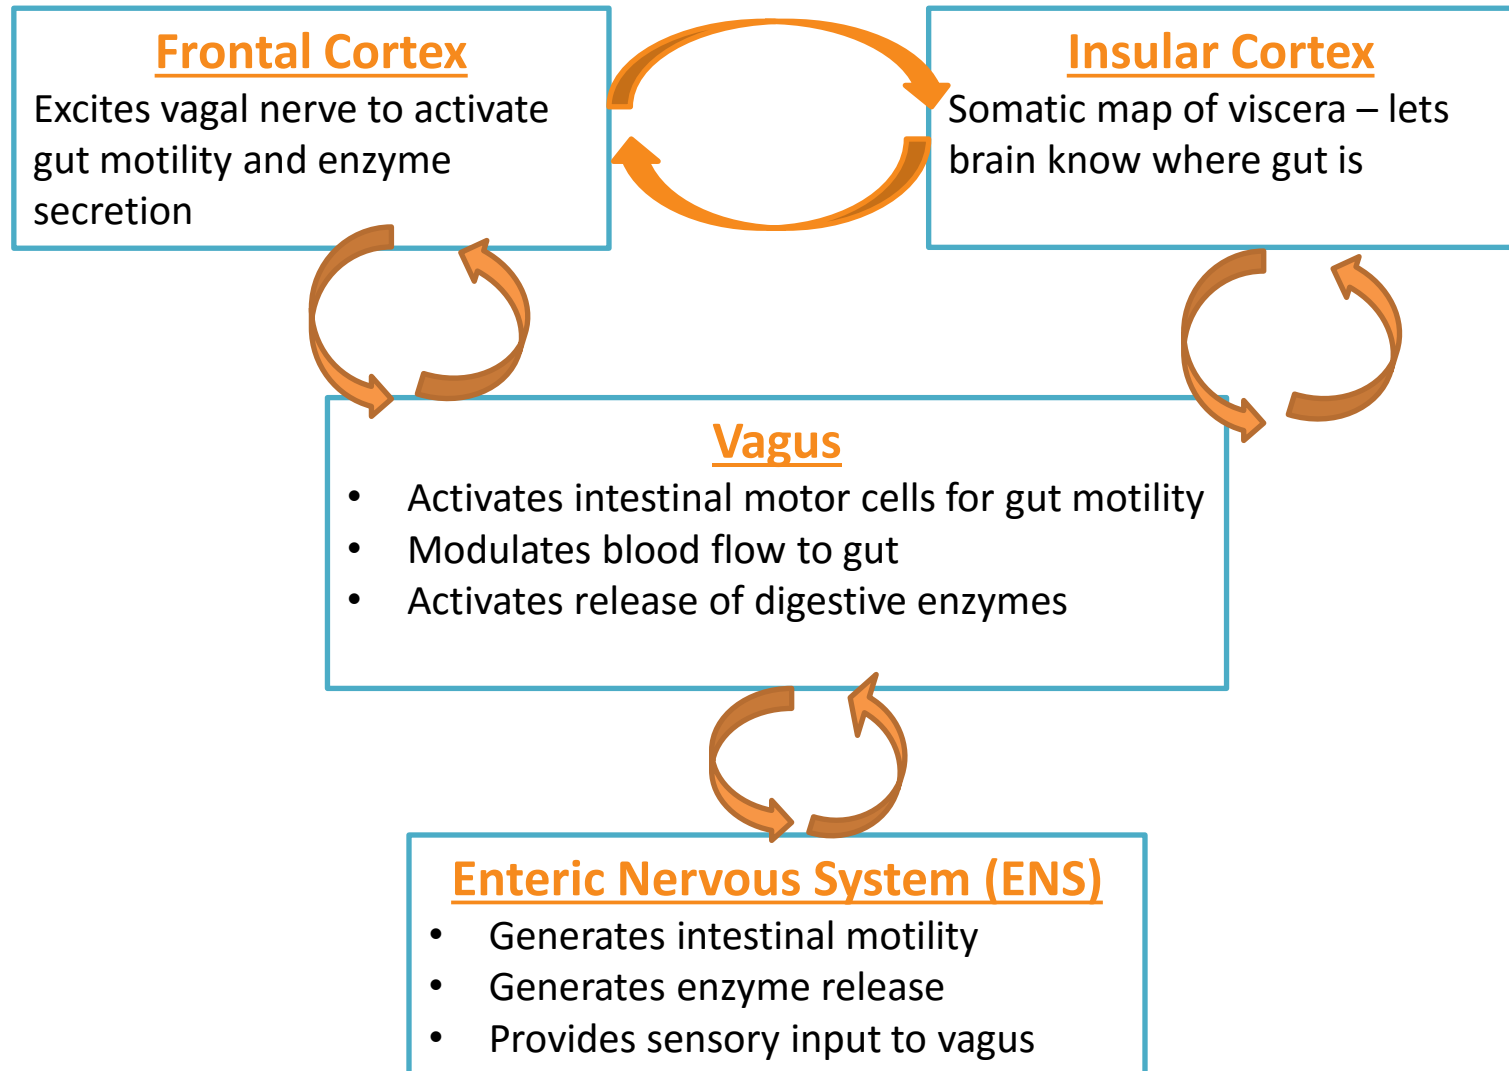 Frontal Cortex
Excites vagal nerve to activate
gut motility and enzyme
secretion
Insular Cortex
Somatic map of viscera – lets
brain know where gut is
Vagus
• Activates intestinal motor cells for gut motility
• Modulates blood flow to gut
• Activates release of digestive enzymes
Enteric Nervous System (ENS)
• Generates intestinal motility
• Generates enzyme release
• Provides sensory input to vagus